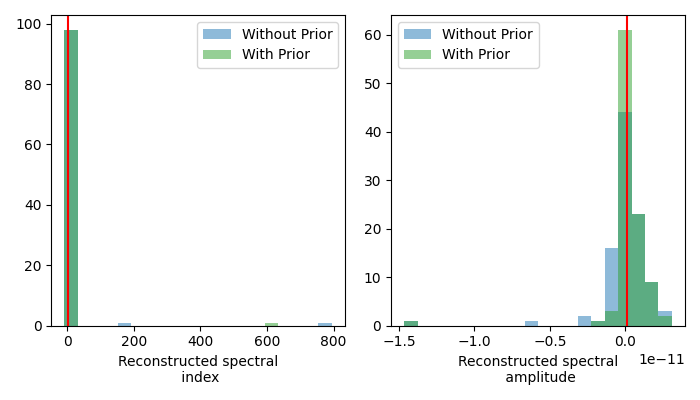 100
80
60
40
20
0
0
200
400
600
800
Reconstructed spectral
index
Without Prior
With Prior
60
50
40
30
20
10
0
−1.5
−1.0
−0.5
0.0
1e−11
Reconstructed spectral
amplitude
Without Prior
With Prior